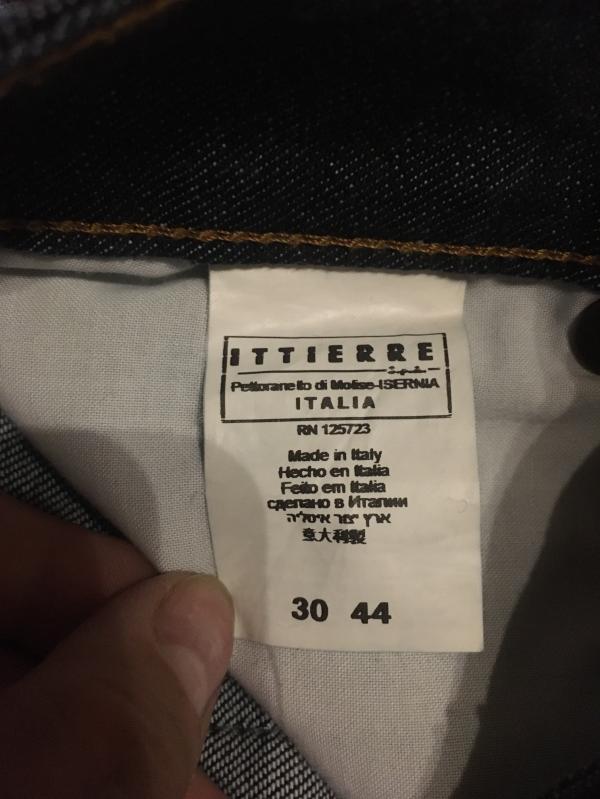 ITTIERRE
S.p.A.
Pettoranello di Molise-ISERNIA
ITALIA
RN 125723
Made in Italy
Hecho en Italia
Feito em Italia
сделано в Италии
ארץ יצור איטליה
意大利製
30 44